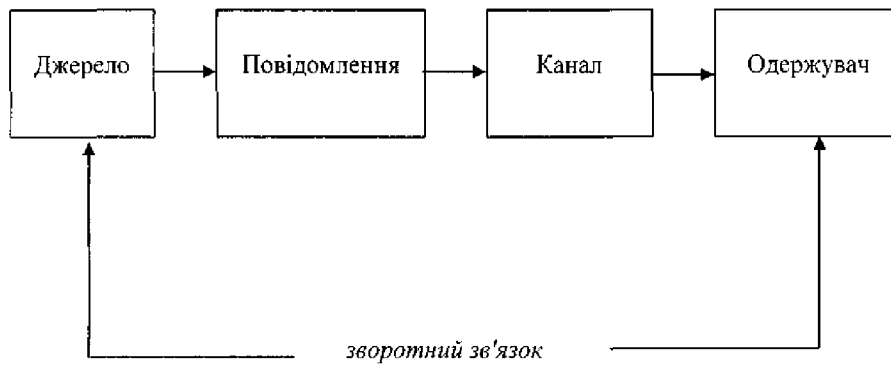 Джерело
Повідомлення
Канал
Одержувач
зворотний зв'язок